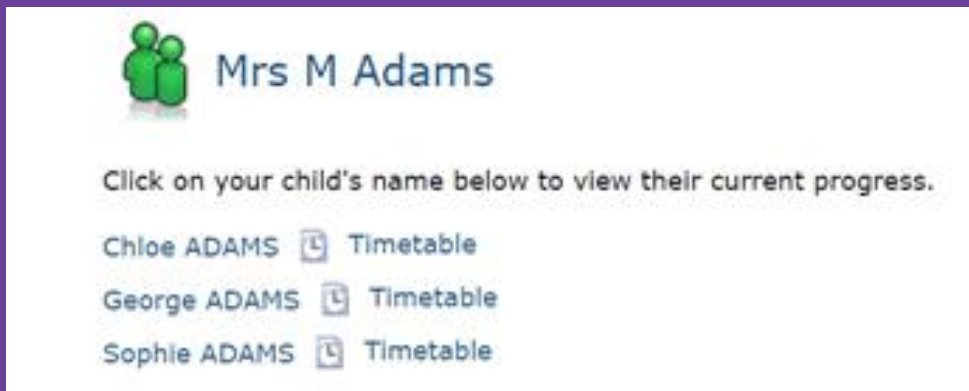 Mrs M Adams
Click on your child's name below to view their current progress.
Chloe ADAMS Timetable
George ADAMS Timetable
Sophie ADAMS Timetable